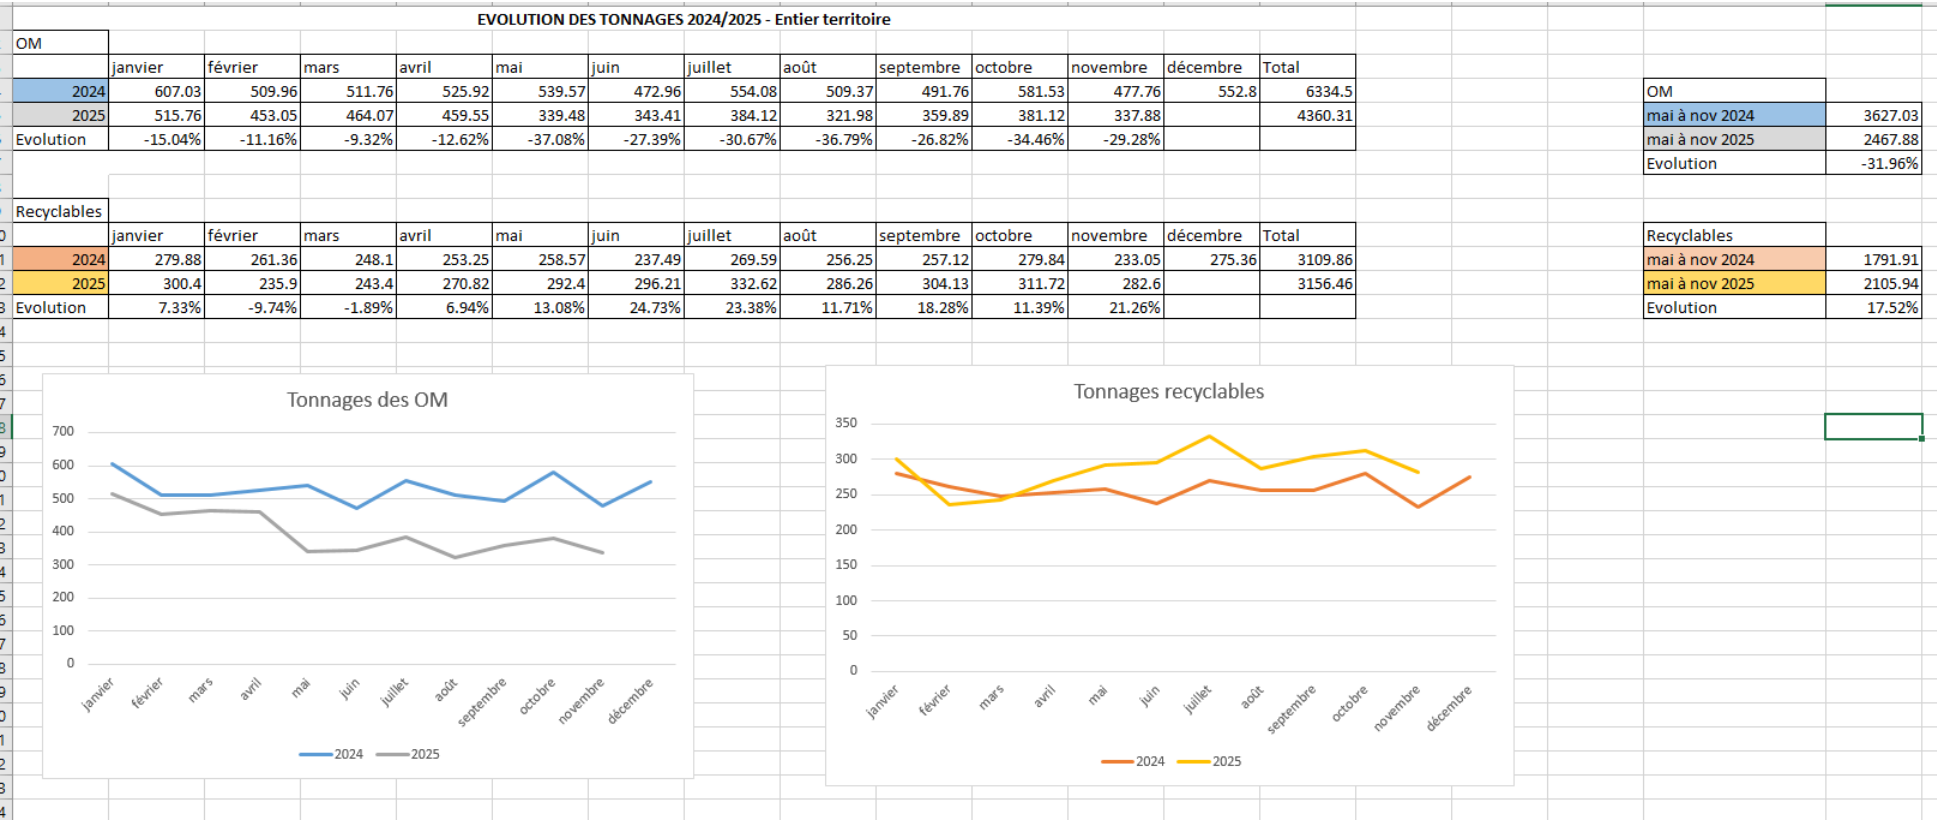 EVOLUTION DES TONNAGES 2024/2025 - Entier territoire
OM
janvier février mars avril mai juin juillet août septembre octobre novembre décembre Total
2024 607.03 509.96 511.76 525.92 539.57 472.96 554.08 509.37 491.76 581.53 477.76 552.8 6334.5
2025 515.76 453.05 464.07 459.55 339.48 343.41 384.12 321.98 359.89 381.12 337.88 4360.31
Evolution -15.04% -11.16% -9.32% -12.62% -37.08% -27.39% -30.67% -36.79% -26.82% -34.46% -29.28%
OM
mai à nov 2024 3627.03
mai à nov 2025 2467.88
Evolution -31.96%
Recyclables
janvier février mars avril mai juin juillet août septembre octobre novembre décembre Total
2024 279.88 261.36 248.1 253.25 258.57 237.49 269.59 256.25 257.12 279.84 233.05 275.36 3109.86
2025 300.4 235.9 243.4 270.82 292.4 296.21 332.62 286.26 304.13 311.72 282.6 3156.46
Evolution 7.33% -9.74% -1.89% 6.94% 13.08% 24.73% 23.38% 11.71% 18.28% 11.39% 21.26%
Recyclables
mai à nov 2024 1791.91
mai à nov 2025 2105.94
Evolution 17.52%
Tonnages des OM
700
600
500
400
300
200
100
0
janvier février mars avril mai juin juillet août septembre octobre novembre décembre
2024 2025
Tonnages recyclables
350
300
250
200
150
100
50
0
janvier février mars avril mai juin juillet août septembre octobre novembre décembre
2024 2025